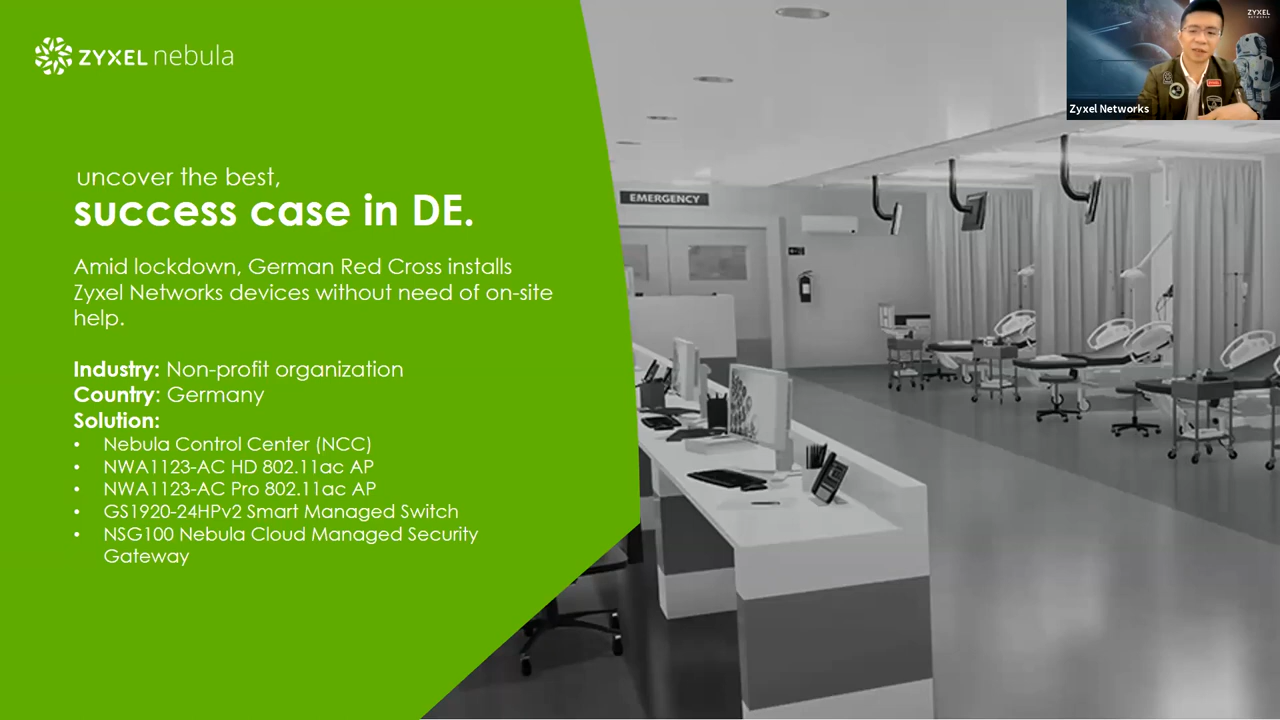 ZYXEL nebula
uncover the best,
success case in DE.
Amid lockdown, German Red Cross installs
Zyxel Networks devices without need of on-site
help.
Industry: Non-profit organization
Country: Germany
Solution:
• Nebula Control Center (NCC)
• NWA1123-AC HD 802.11ac AP
• NWA1123-AC Pro 802.11ac AP
• GS1920-24HPv2 Smart Managed Switch
• NSG100 Nebula Cloud Managed Security
Gateway
EMERGENCY
ZYXEL
NETWORKS
Zyxel Networks